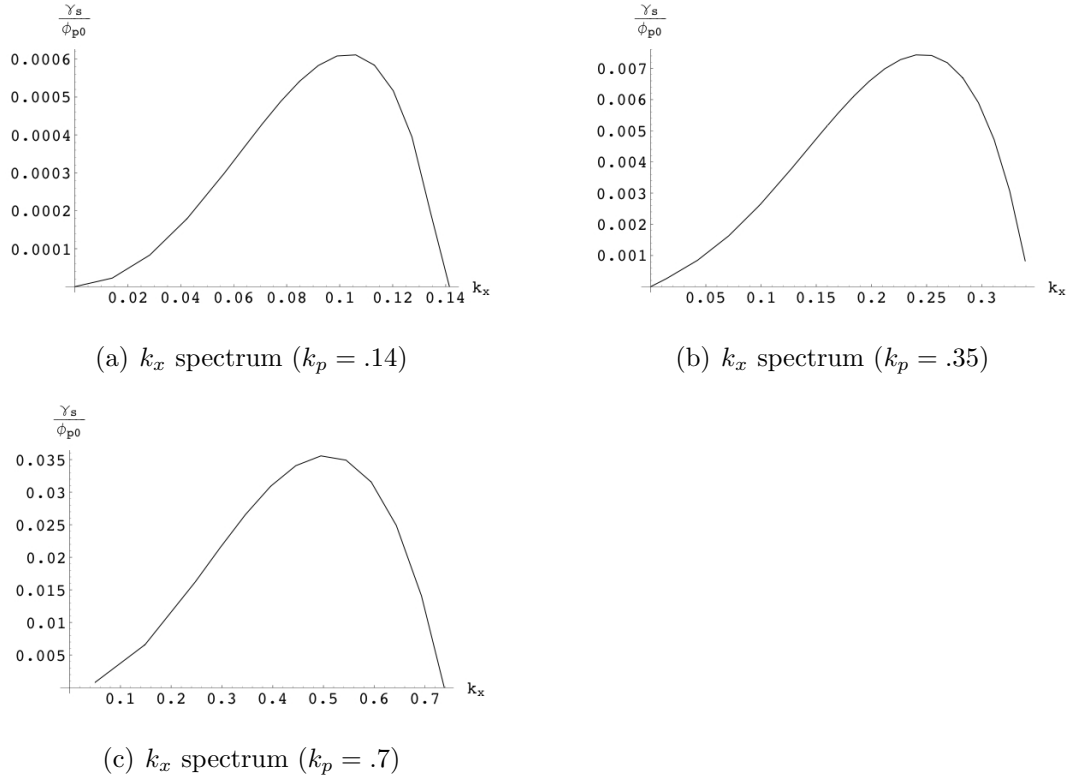 γs/ϕp0
0.0006
0.0005
0.0004
0.0003
0.0002
0.0001
0.02 0.04 0.06 0.08 0.1 0.12 0.14 kx
(a) kx spectrum (kp = .14)
γs/ϕp0
0.007
0.006
0.005
0.004
0.003
0.002
0.001
0.05 0.1 0.15 0.2 0.25 0.3 kx
(b) kx spectrum (kp = .35)
γs/ϕp0
0.035
0.03
0.025
0.02
0.015
0.01
0.005
0.1 0.2 0.3 0.4 0.5 0.6 0.7 kx
(c) kx spectrum (kp = .7)